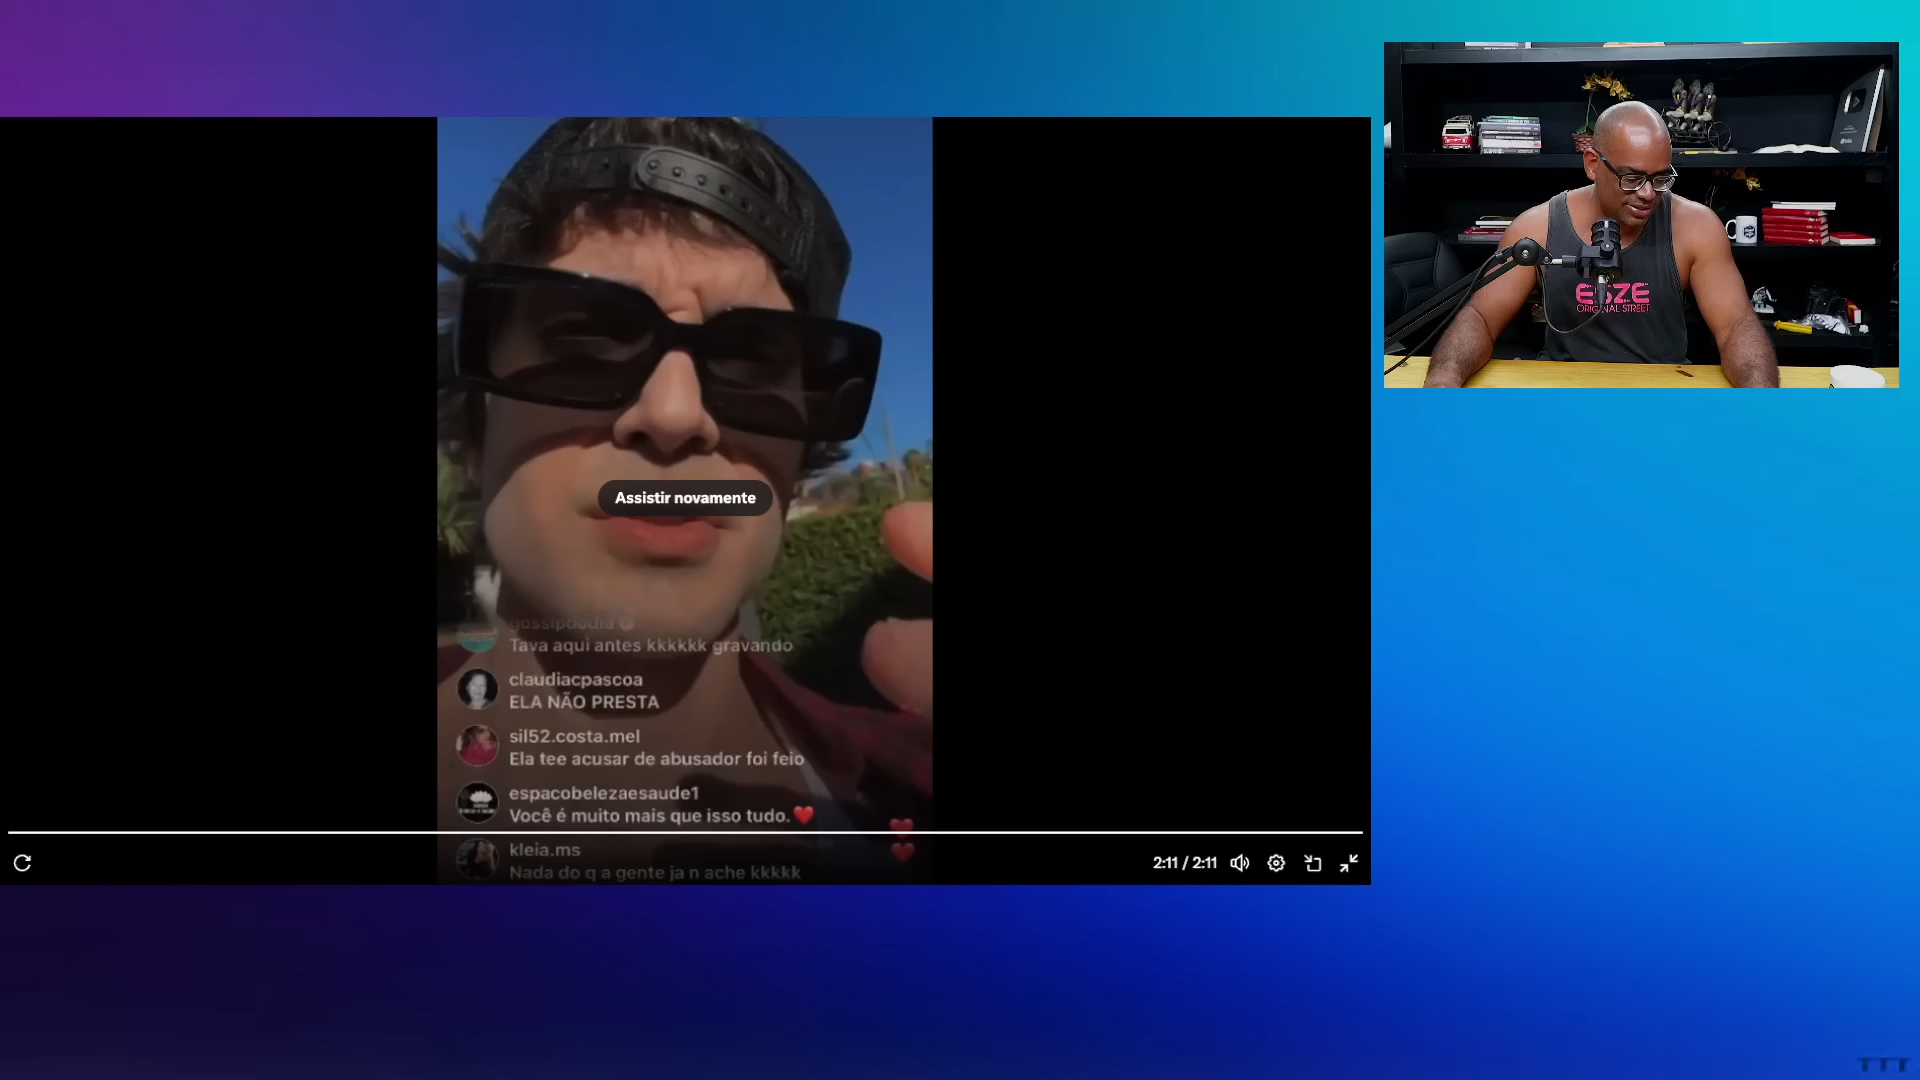 Assistir novamente
gossipdodia
Tava aqui antes kkkkkk gravando
claudiacpascoa
ELA NÃO PRESTA
sil52.costa.mel
Ela tee acusar de abusador foi feio
espacobelezaesaude1
Você é muito mais que isso tudo.❤️
kleia.ms
Nada do q a gente ja n ache kkkkk
2:11 / 2:11
ORIGINAL STREET
TTT